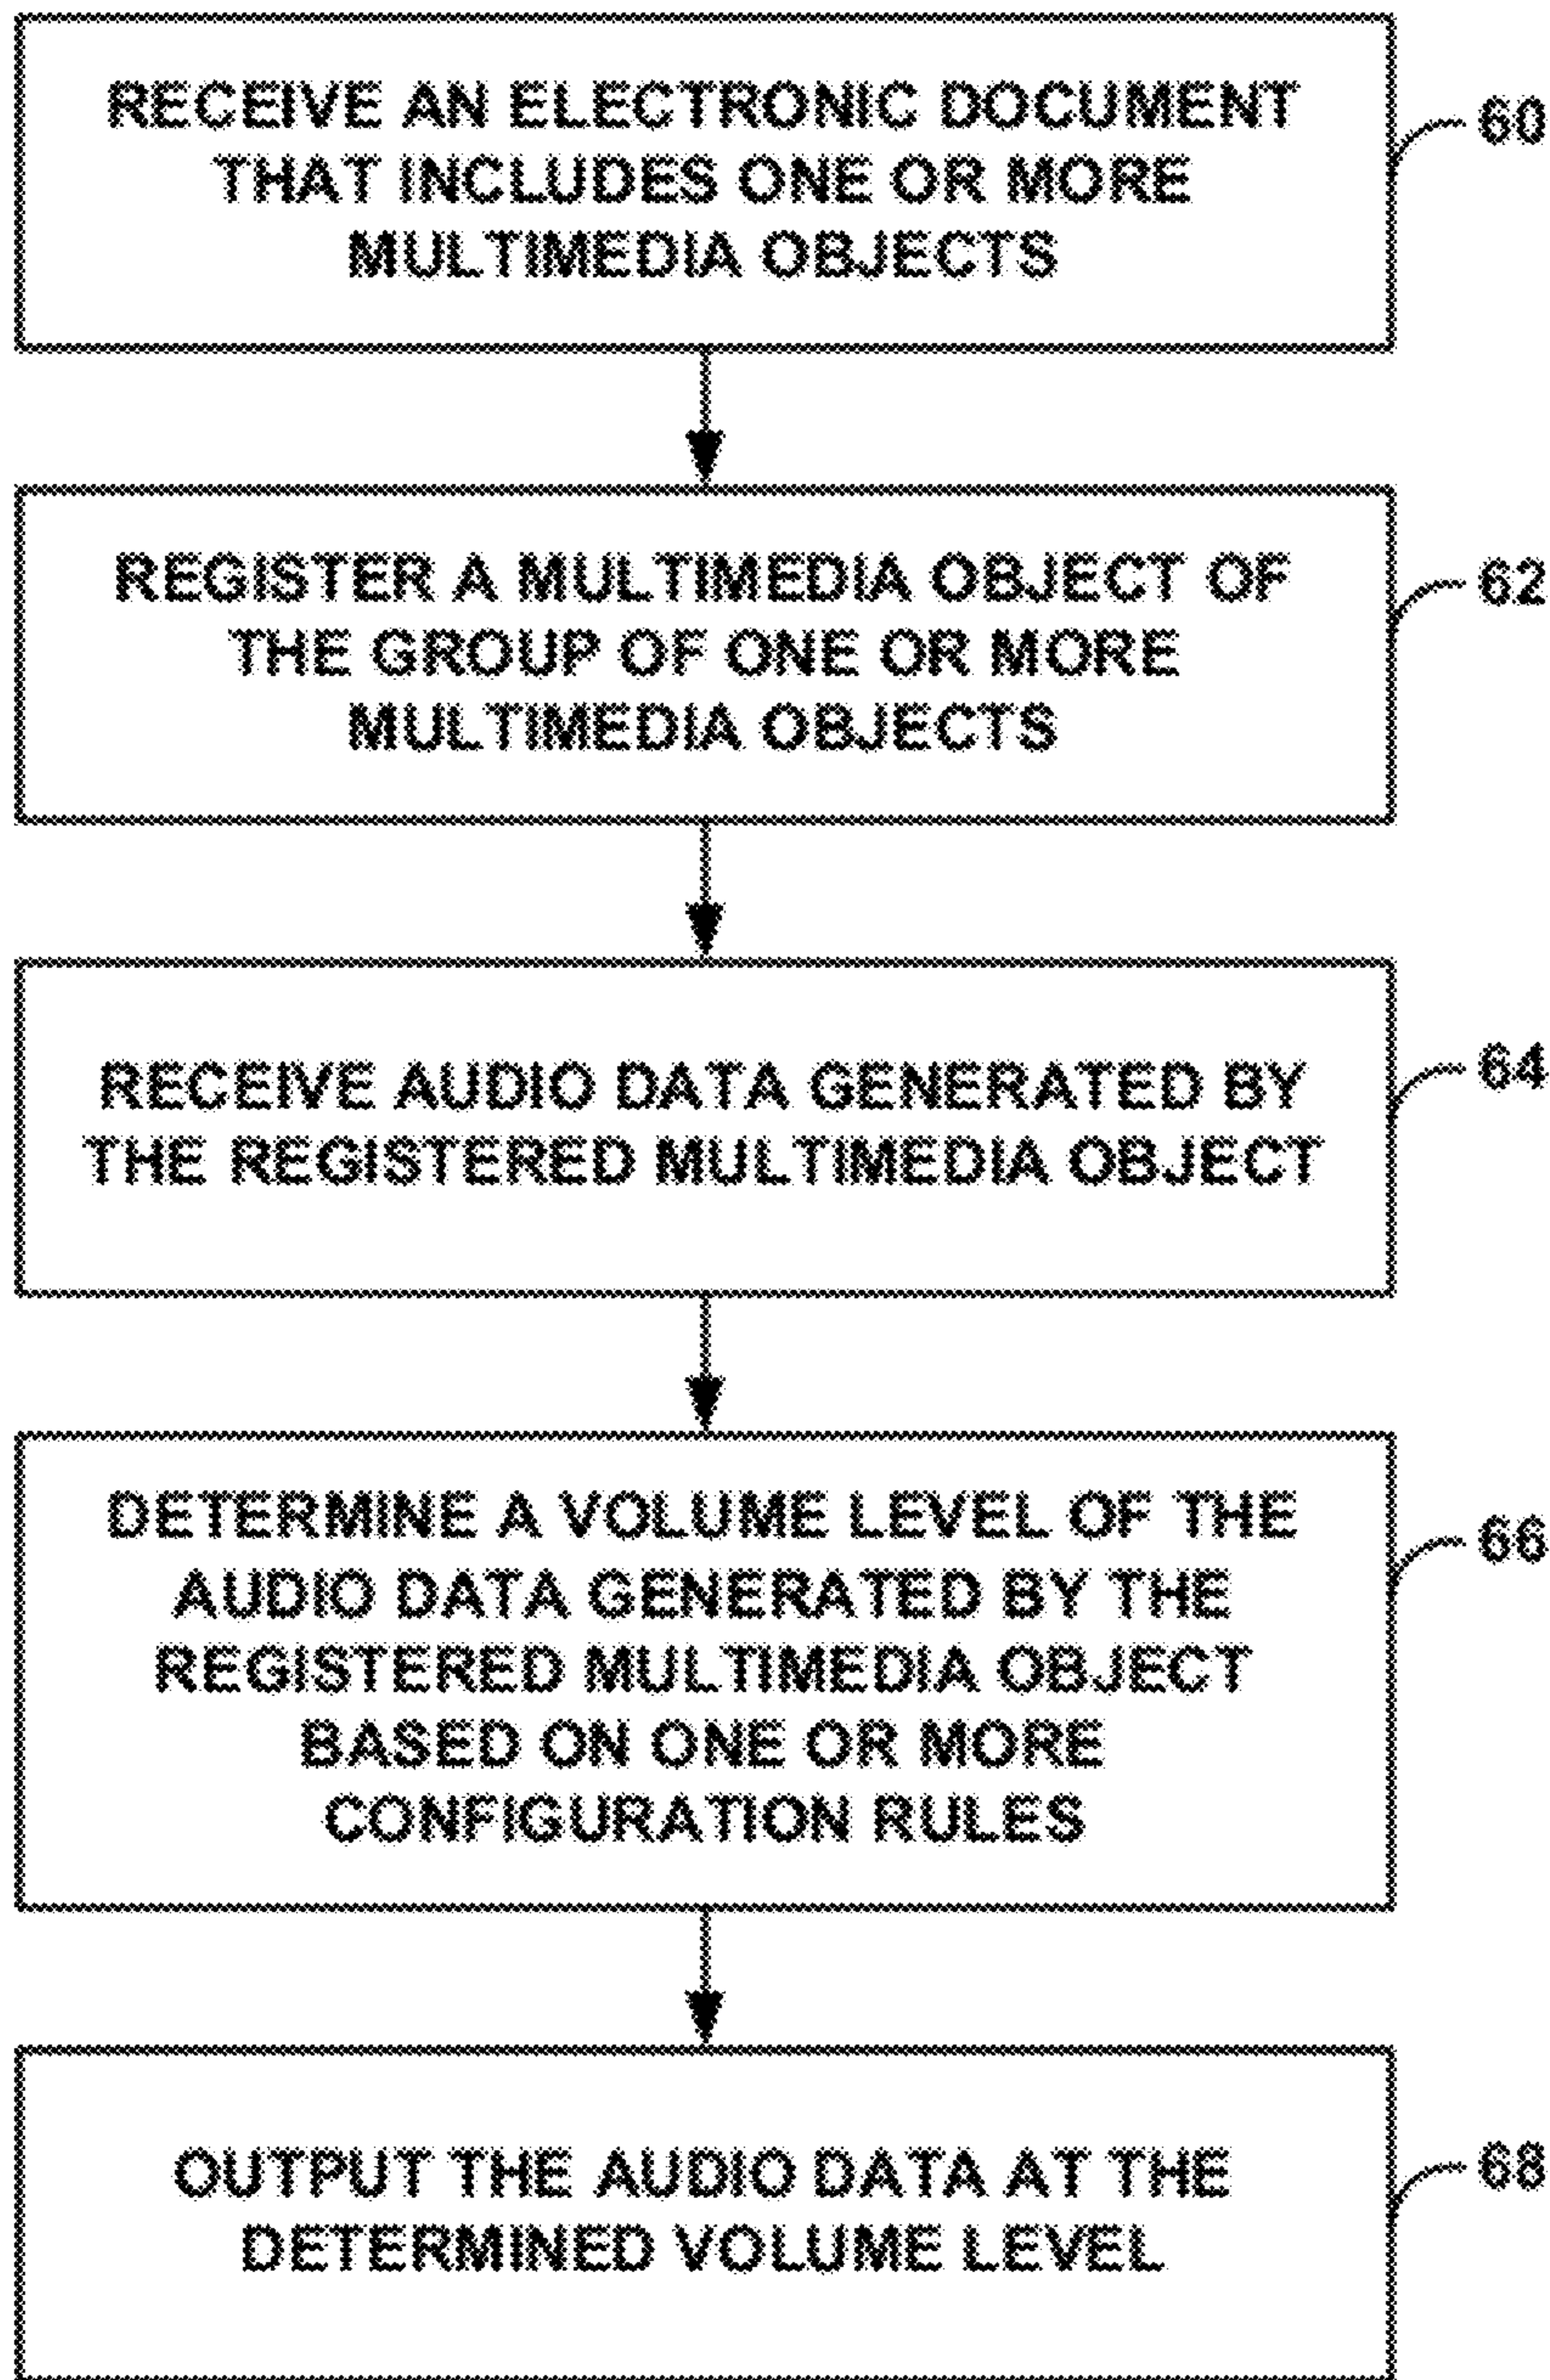 RECEIVE AN ELECTRONIC DOCUMENT
THAT INCLUDES ONE OR MORE
MULTIMEDIA OBJECTS
60
REGISTER A MULTIMEDIA OBJECT OF
THE GROUP OF ONE OR MORE
MULTIMEDIA OBJECTS
62
RECEIVE AUDIO DATA GENERATED BY
THE REGISTERED MULTIMEDIA OBJECT
64
DETERMINE A VOLUME LEVEL OF THE
AUDIO DATA GENERATED BY THE
REGISTERED MULTIMEDIA OBJECT
BASED ON ONE OR MORE
CONFIGURATION RULES
66
OUTPUT THE AUDIO DATA AT THE
DETERMINED VOLUME LEVEL
68